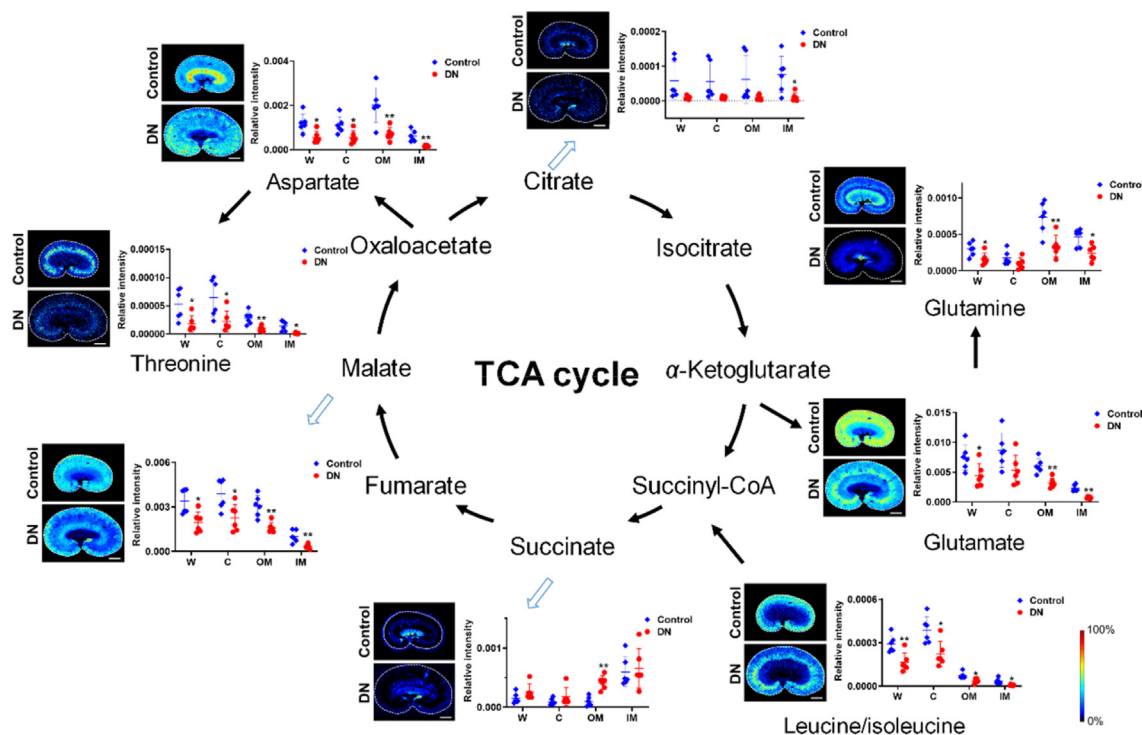 Control
DN
Relative intensity
0.004
0.002
0.000
W C OM IM
Control
DN
* * ** **
Aspartate
Control
DN
Relative intensity
0.0002
0.0001
0.0000
W C OM IM
Control
DN
*
Citrate
Control
DN
Relative intensity
0.00015
0.00010
0.00005
0.00000
W C OM IM
Control
DN
* * ** *
Threonine
Oxaloacetate
Isocitrate
Control
DN
Relative intensity
0.0010
0.0005
0.0000
W C OM IM
Control
DN
* ** *
Glutamine
Malate
TCA cycle
α-Ketoglutarate
Control
DN
Relative intensity
0.006
0.003
0.000
W C OM IM
Control
DN
* * ** **
Fumarate
Succinyl-CoA
Control
DN
Relative intensity
0.015
0.010
0.005
0.000
W C OM IM
Control
DN
* ** **
Glutamate
Succinate
Control
DN
Relative intensity
0.001
0.000
W C OM IM
Control
DN
**
Control
DN
Relative intensity
0.0006
0.0003
0.0000
W C OM IM
Control
DN
** * * *
Leucine/isoleucine
100%
0%